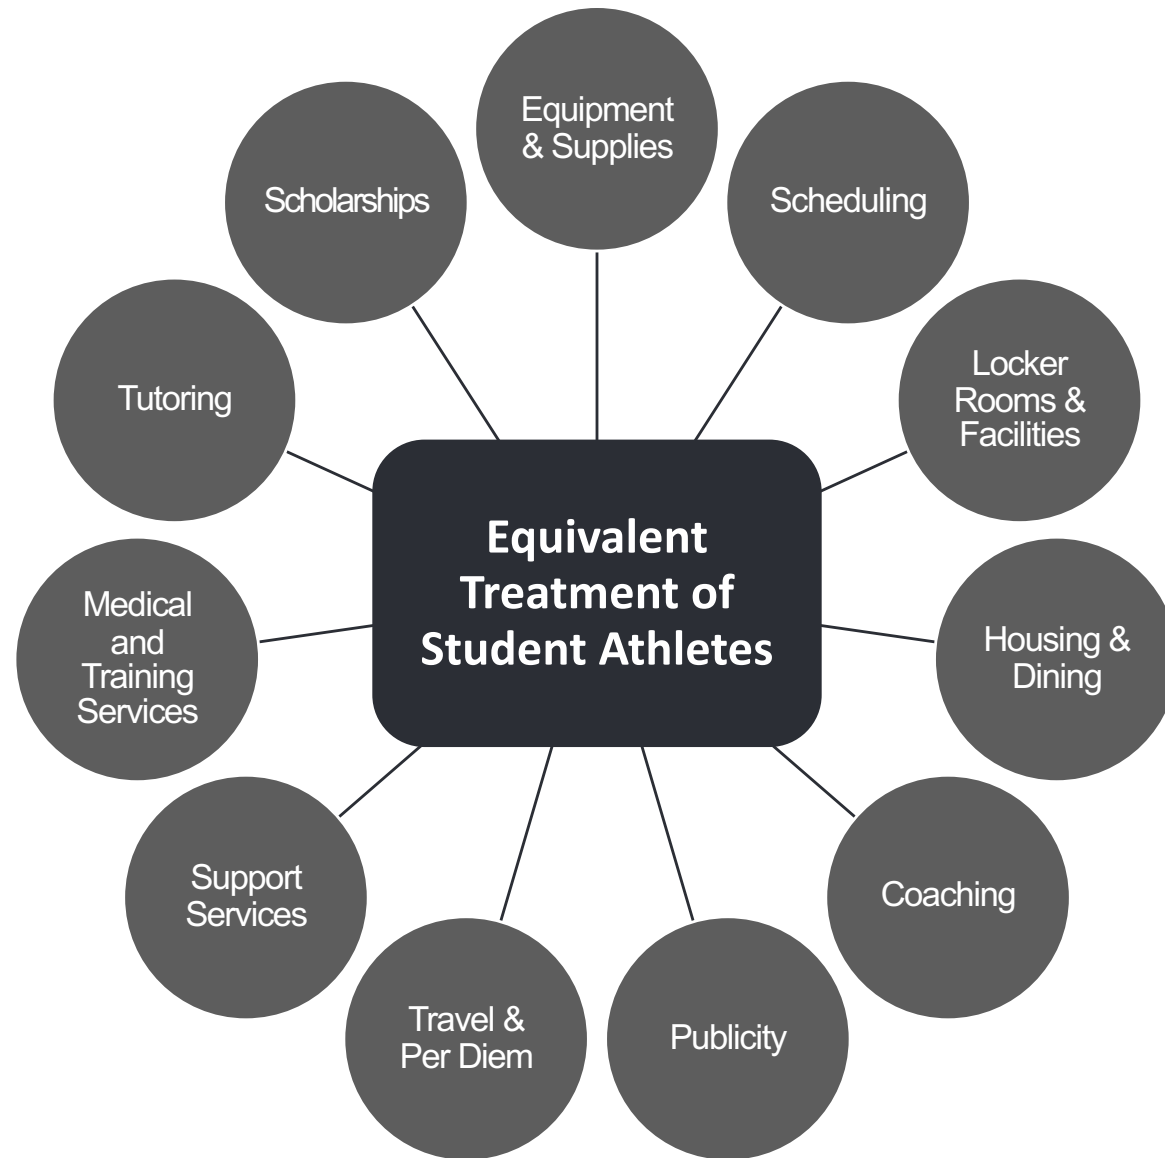 Equipment
& Supplies
Scheduling
Locker
Rooms &
Facilities
Housing &
Dining
Coaching
Publicity
Travel &
Per Diem
Support
Services
Medical
and
Training
Services
Tutoring
Scholarships
Equivalent
Treatment of
Student Athletes